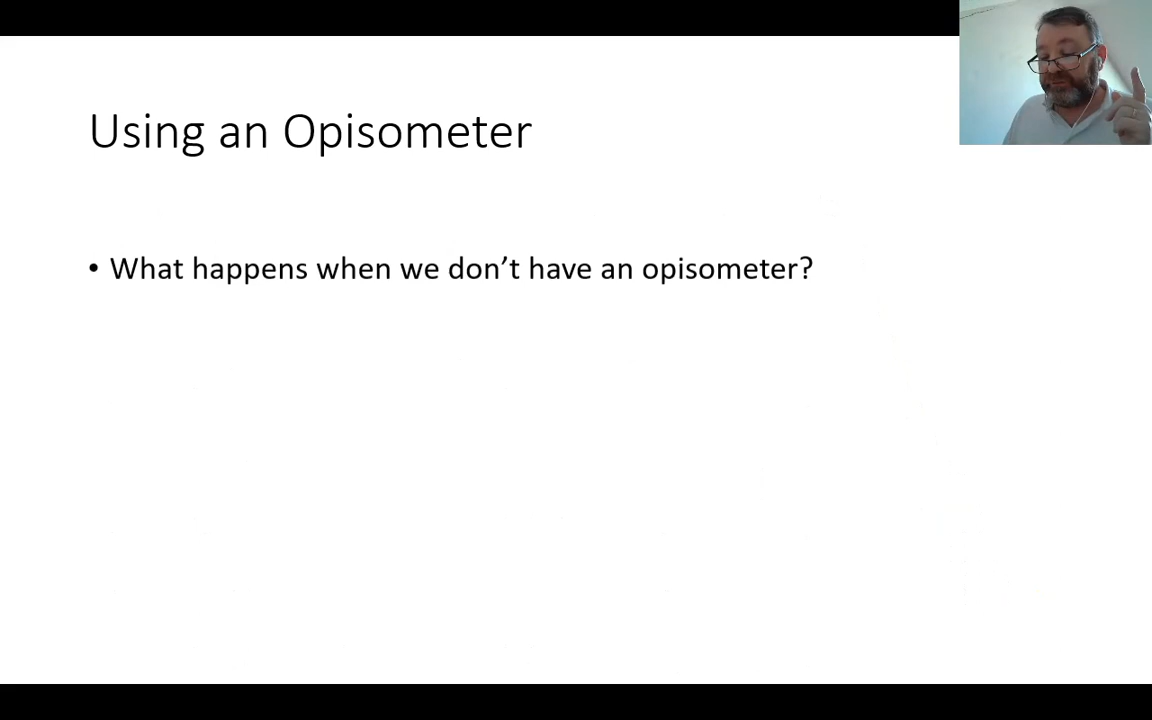 Using an Opisometer
• What happens when we don’t have an opisometer?